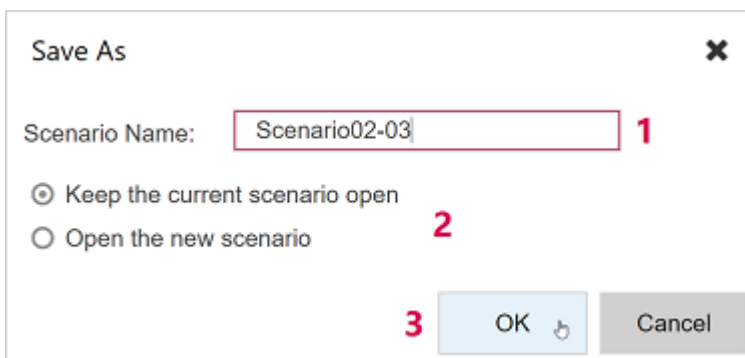 Save As
Scenario Name: Scenario02-03 1
Keep the current scenario open
2
Open the new scenario
3 OK Cancel